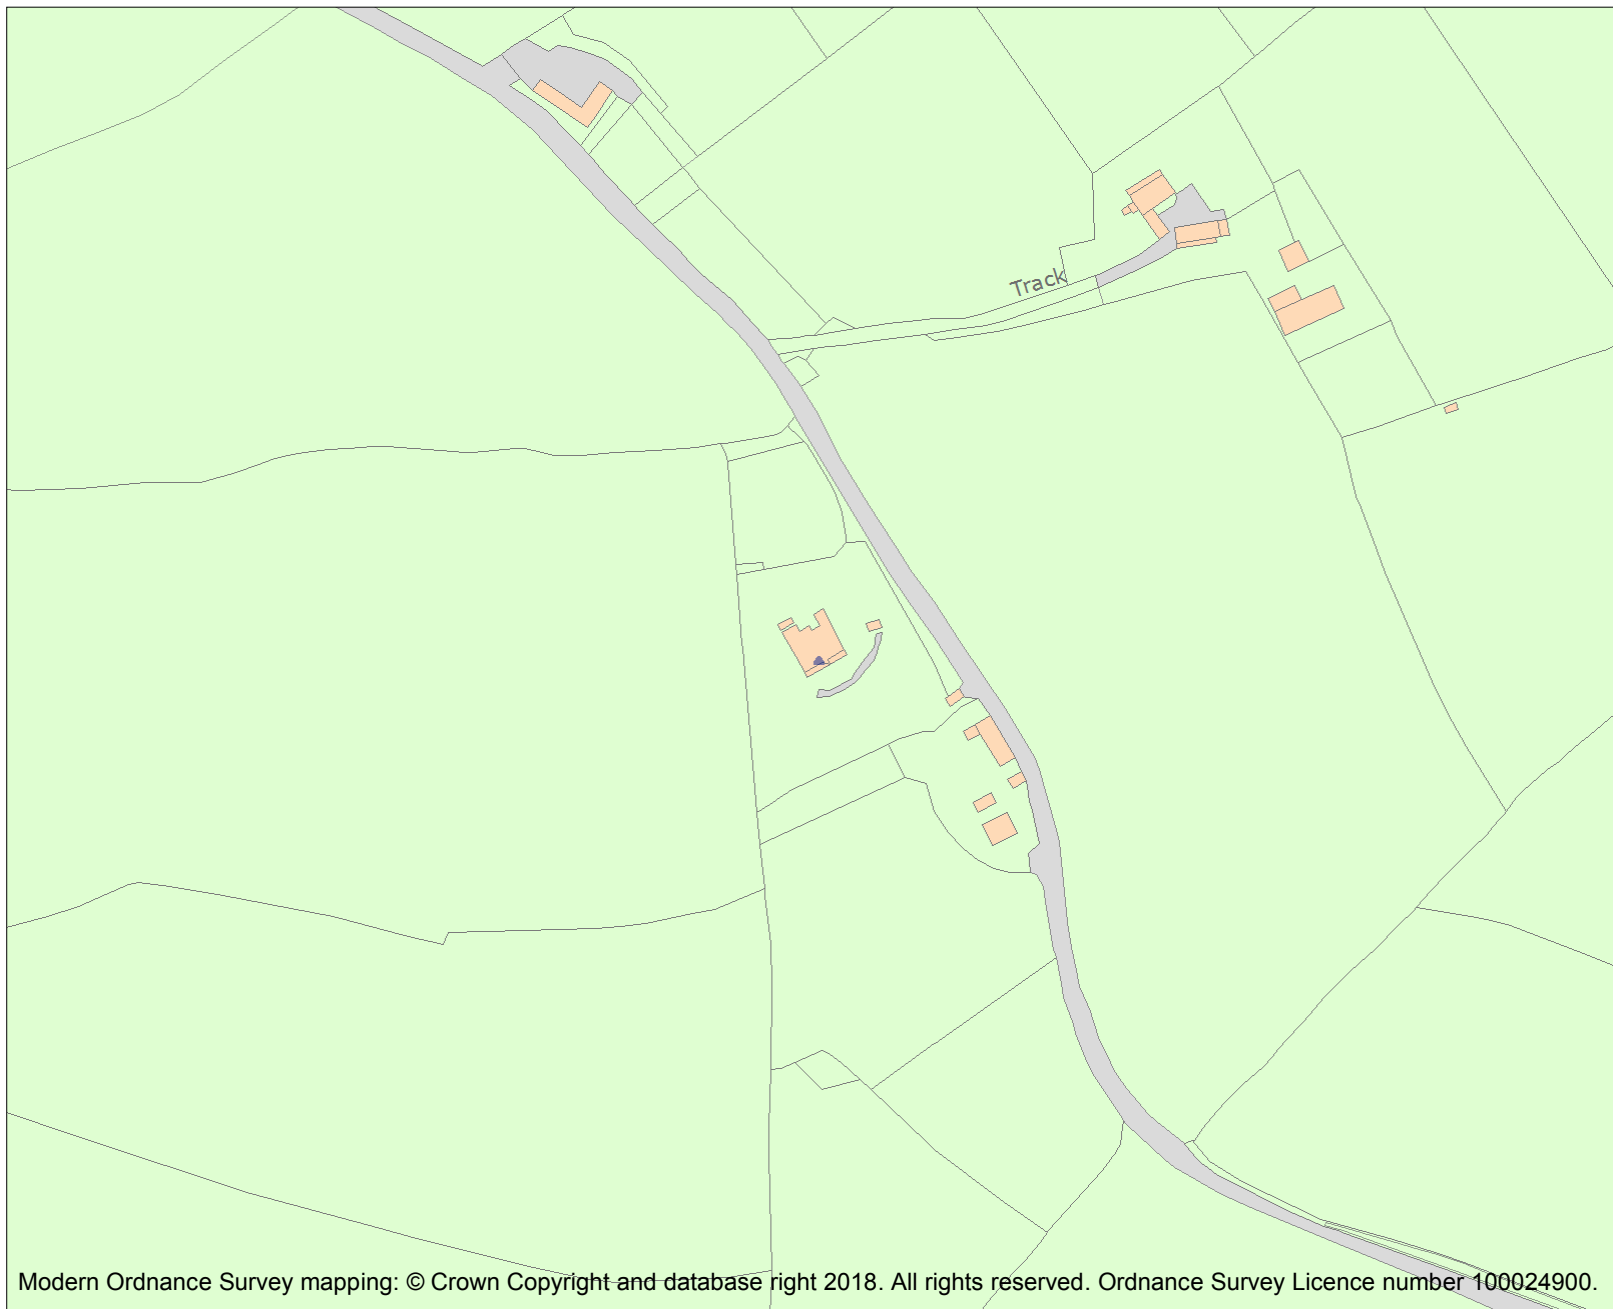 Track
Modern Ordnance Survey mapping: © Crown Copyright and database right 2018. All rights reserved. Ordnance Survey Licence number 100024900.